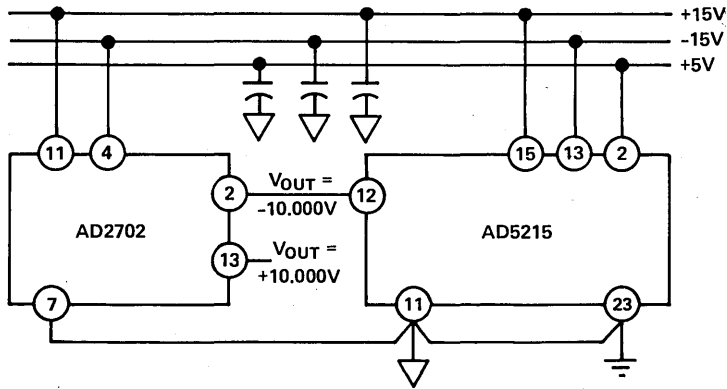 +15V
-15V
+5V
11
4
15
13
2
2
VOUT =
-10.000V
12
AD2702
AD5215
13
VOUT =
+10.000V
7
11
23